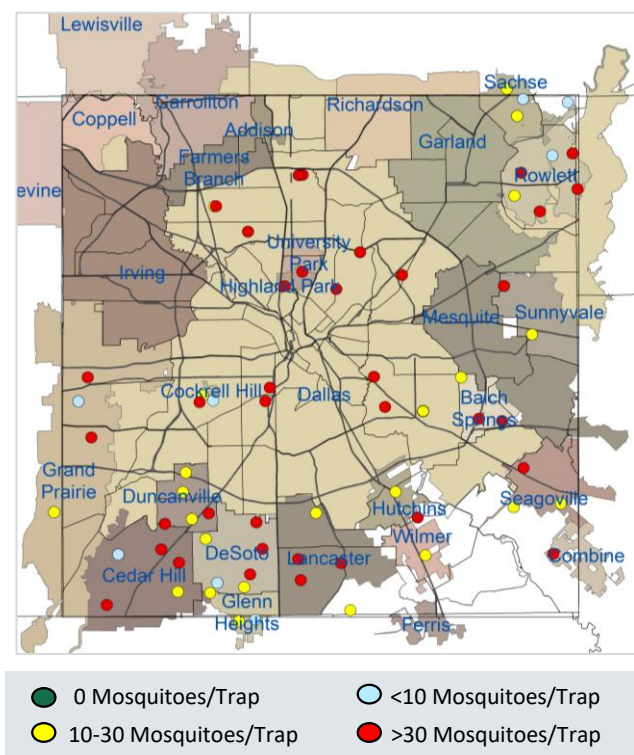 Lewisville
Sachse
Carrollton
Richardson
Coppell
Addison
Garland
Farmers
Branch
Rowlett
evine
University
Park
Irving
Highland Park
Mesquite
Sunnyvale
Cockrell Hill
Dallas
Balch
Springs
Grand
Prairie
Duncanville
Seagoville
Hutchins
Wilmer
DeSoto
Lancaster
Combine
Cedar Hill
Glenn
Heights
Ferris
0 Mosquitoes/Trap
<10 Mosquitoes/Trap
10-30 Mosquitoes/Trap
>30 Mosquitoes/Trap